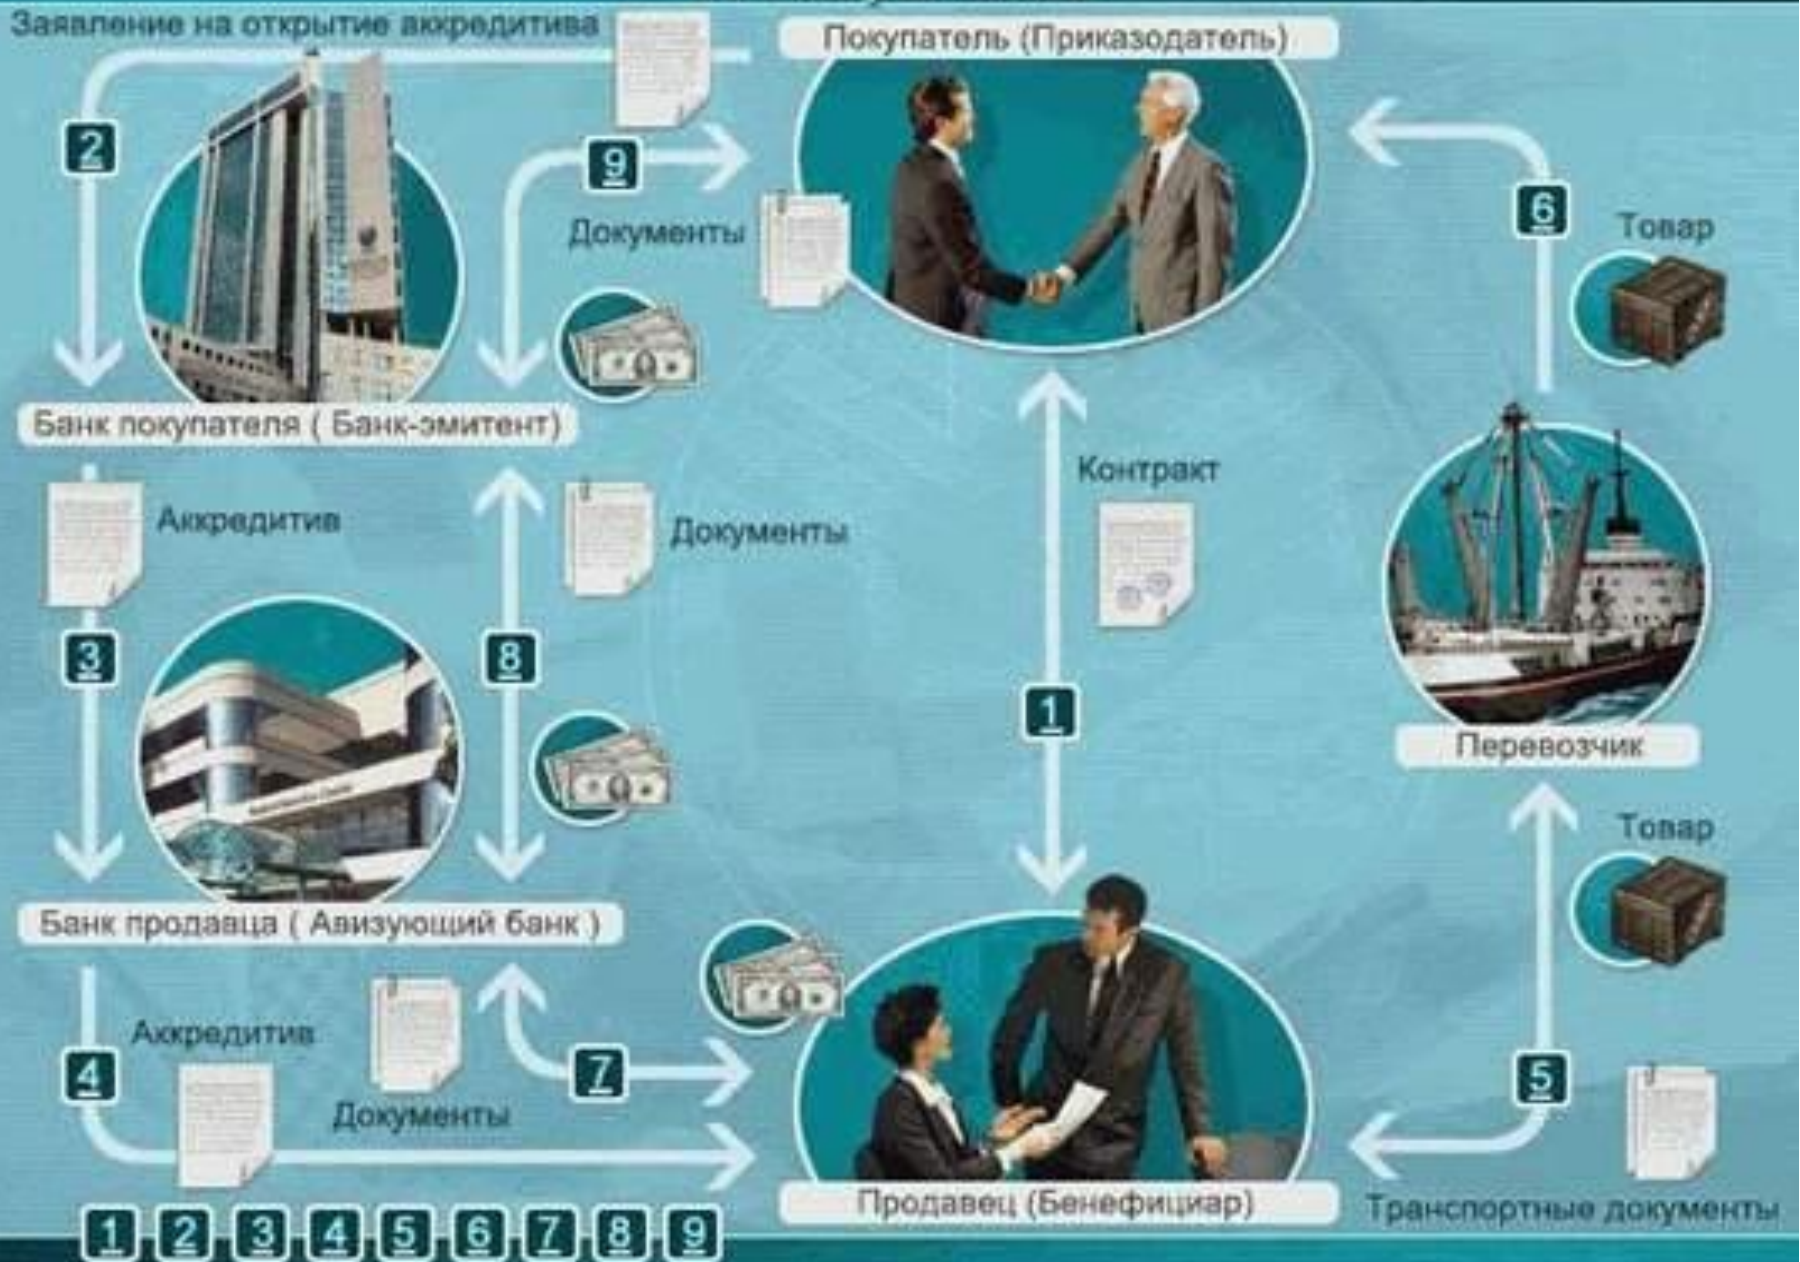 Заявление на открытие аккредитива
Покупатель (Приказодатель)
2
9
Документы
6
Товар
Банк покупателя ( Банк-эмитент)
Аккредитив
Документы
Контракт
3
8
1
Перевозчик
Товар
Банк продавца ( Авизующий банк )
Аккредитив
4
7
Документы
5
Продавец (Бенефициар)
Транспортные документы
1 2 3 4 5 6 7 8 9